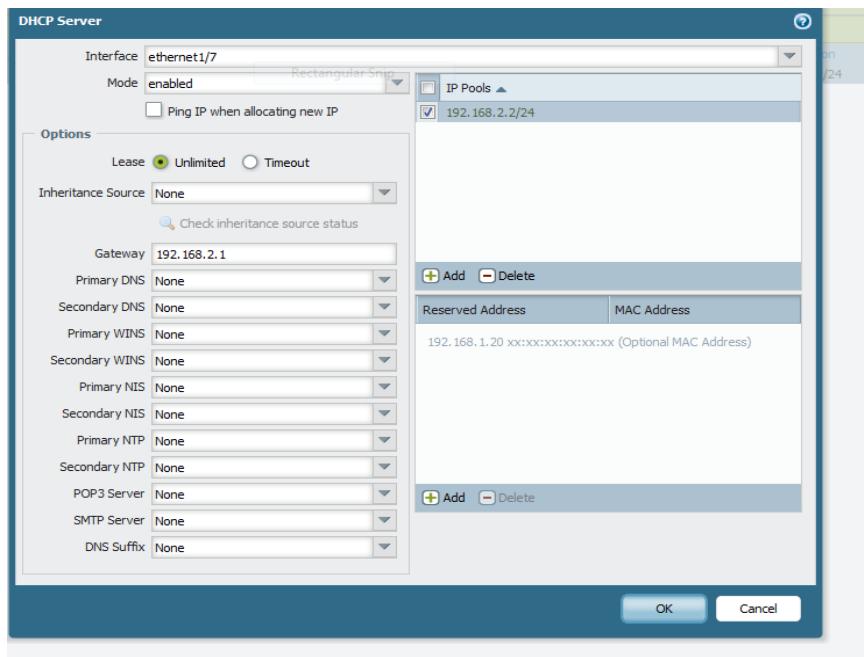 DHCP Server
Interface ethernet1/7
Rectangular Snip
Mode enabled
Ping IP when allocating new IP
Options
Lease Unlimited Timeout
Inheritance Source None
Check inheritance source status
Gateway 192.168.2.1
Primary DNS None
Secondary DNS None
Primary WINS None
Secondary WINS None
Primary NIS None
Secondary NIS None
Primary NTP None
Secondary NTP None
POP3 Server None
SMTP Server None
DNS Suffix None
IP Pools
192.168.2.2/24
Add Delete
Reserved Address MAC Address
192.168.1.20 xx:xx:xx:xx:xx:xx (Optional MAC Address)
Add Delete
OK Cancel
on
/24